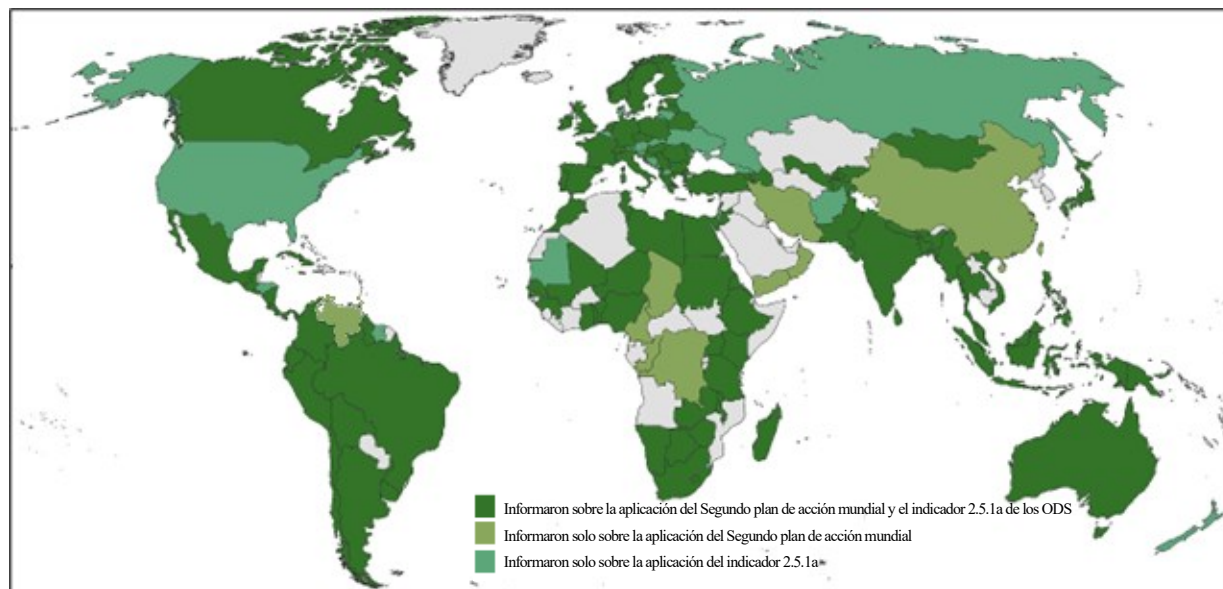 Informaron sobre la aplicación del Segundo plan de acción mundial y el indicador 2.5.1a de los ODS
Informaron solo sobre la aplicación del Segundo plan de acción mundial
Informaron solo sobre la aplicación del indicador 2.5.1a